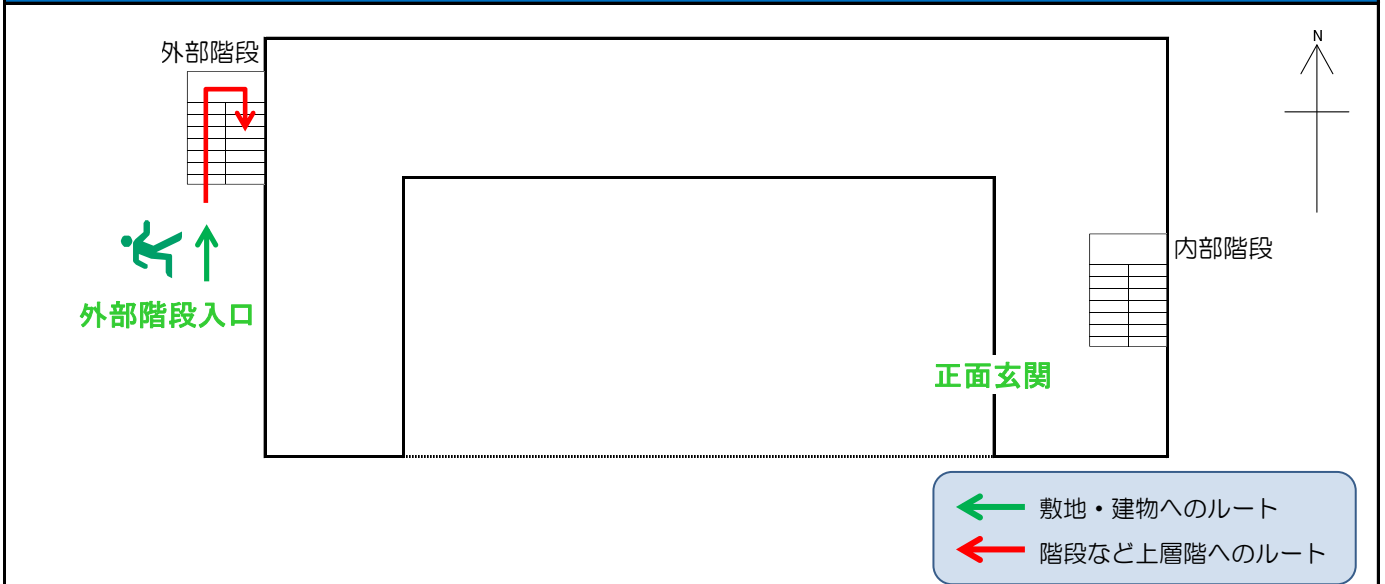 外部階段
N
内部階段
外部階段入口
正面玄関
敷地・建物へのルート
階段など上層階へのルート